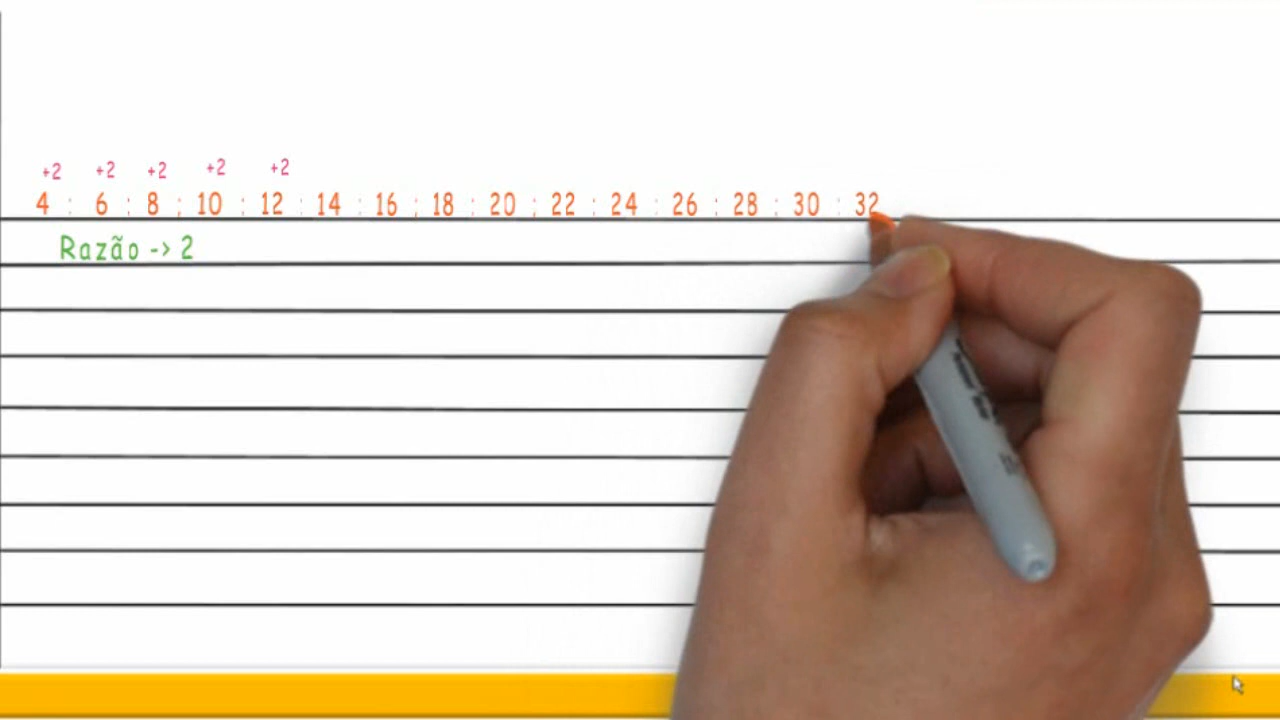 +2 +2 +2 +2 +2
4 : 6 : 8 : 10 : 12 : 14 : 16 : 18 : 20 : 22 : 24 : 26 : 28 : 30 : 32
Razão -> 2